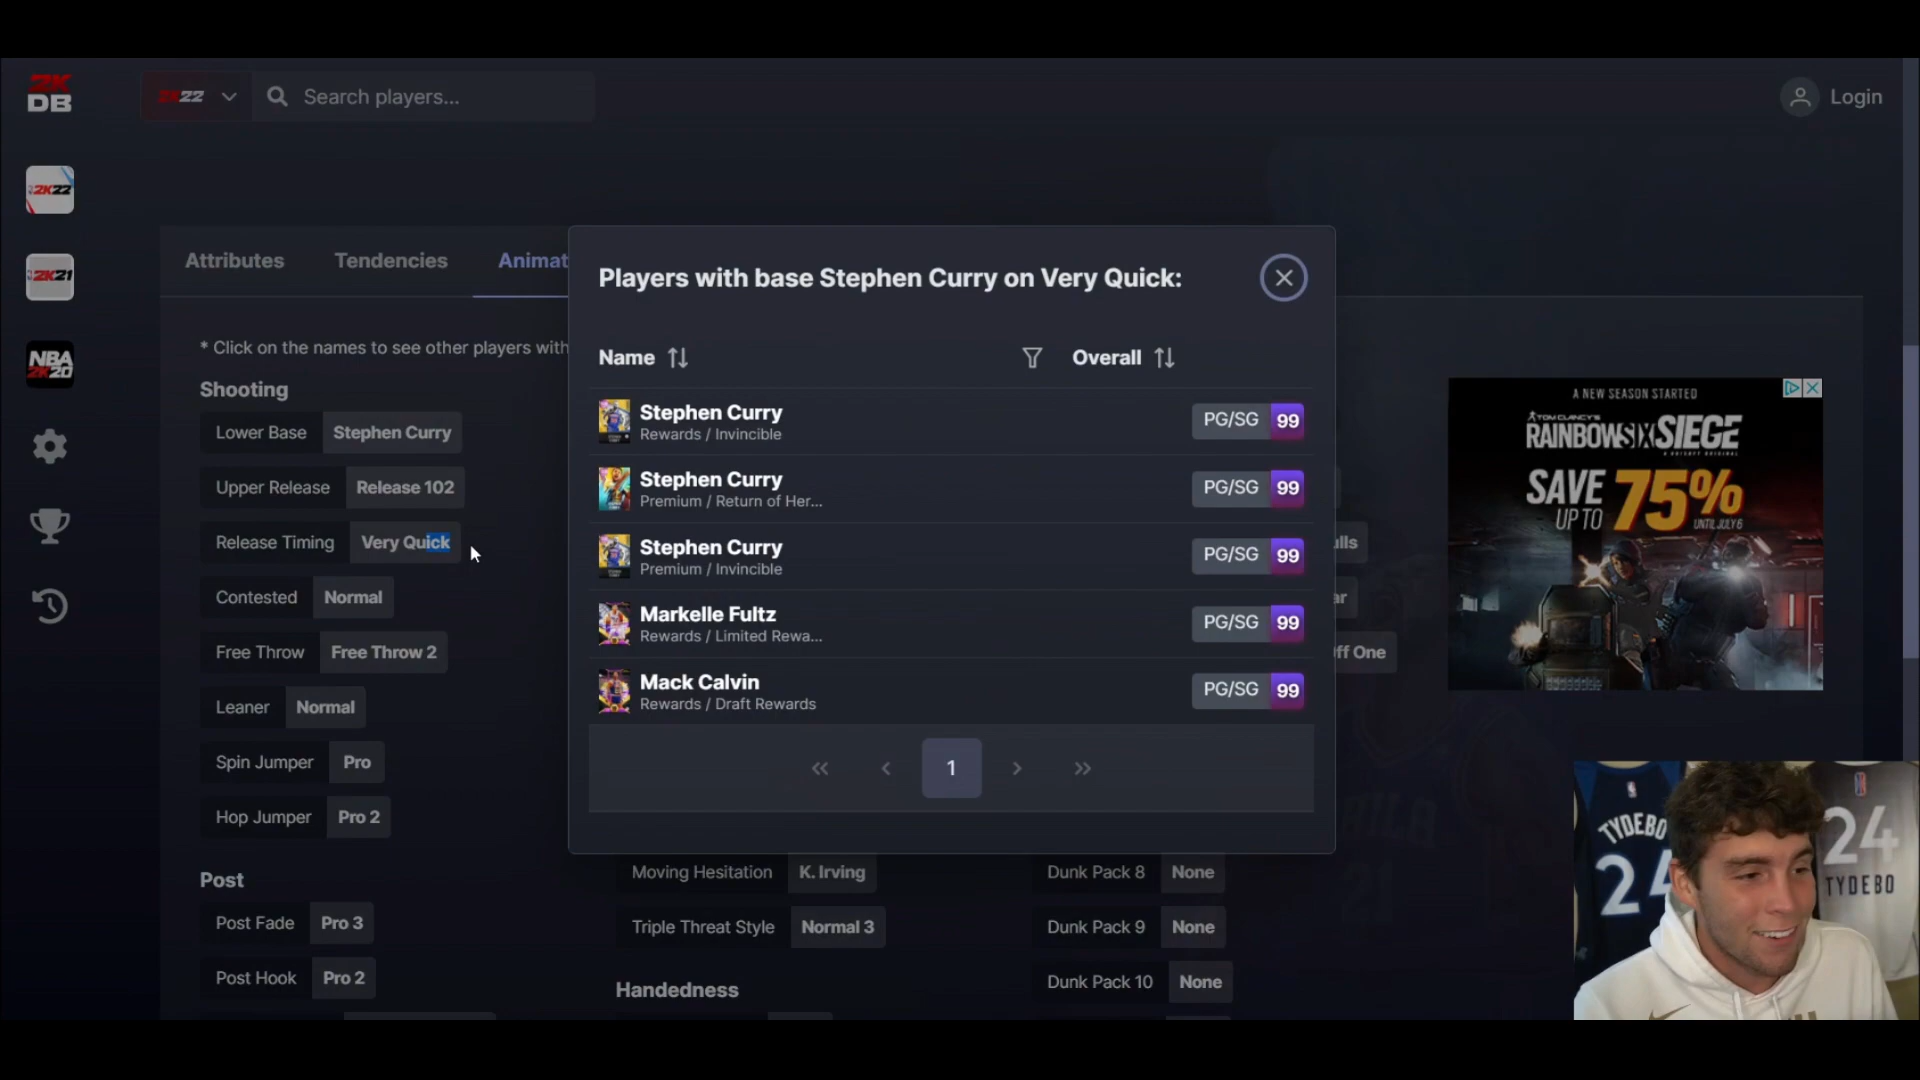 2K
DB
2K22
Search players...
Login
2K22
2K21
NBA
2K20
Attributes
Tendencies
Animat
* Click on the names to see other players with
Shooting
Lower Base
Stephen Curry
Upper Release
Release 102
Release Timing
Very Quick
Contested
Normal
Free Throw
Free Throw 2
Leaner
Normal
Spin Jumper
Pro
Hop Jumper
Pro 2
Post
Post Fade
Pro 3
Post Hook
Pro 2
Players with base Stephen Curry on Very Quick:
Name
Overall
Stephen Curry
Rewards / Invincible
PG/SG 99
Stephen Curry
Premium / Return of Her...
PG/SG 99
Stephen Curry
Premium / Invincible
PG/SG 99
Markelle Fultz
Rewards / Limited Rewa...
PG/SG 99
Mack Calvin
Rewards / Draft Rewards
PG/SG 99
« ‹ 1 › »
Moving Hesitation
K. Irving
Triple Threat Style
Normal 3
Handedness
lls
ar
ff One
Dunk Pack 8
None
Dunk Pack 9
None
Dunk Pack 10
None
A NEW SEASON STARTED
TOM CLANCY'S
RAINBOW SIX SIEGE
SAVE
UP TO
75%
UNTIL JULY 6
TYDEBO
24
24
TYDEBO